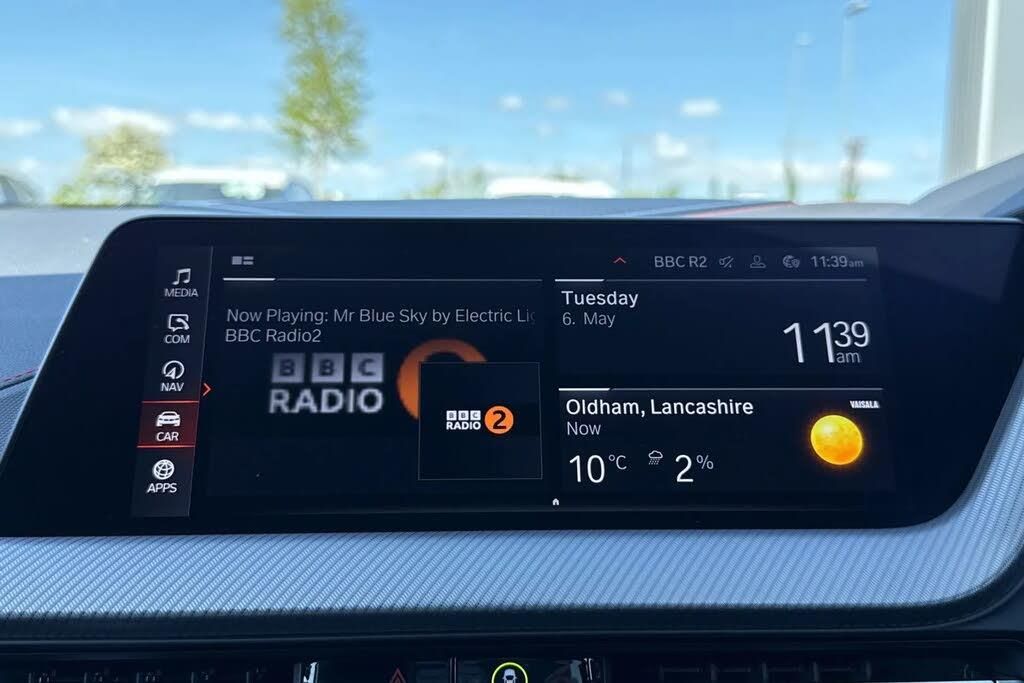 MEDIA
COM
NAV
CAR
APPS
BBC R2 11:39am
Now Playing: Mr Blue Sky by Electric Li
BBC Radio2
BBC
RADIO
BBC
RADIO 2
Tuesday
6. May
11 39
am
Oldham, Lancashire
VAISALA
Now
10°C 2%